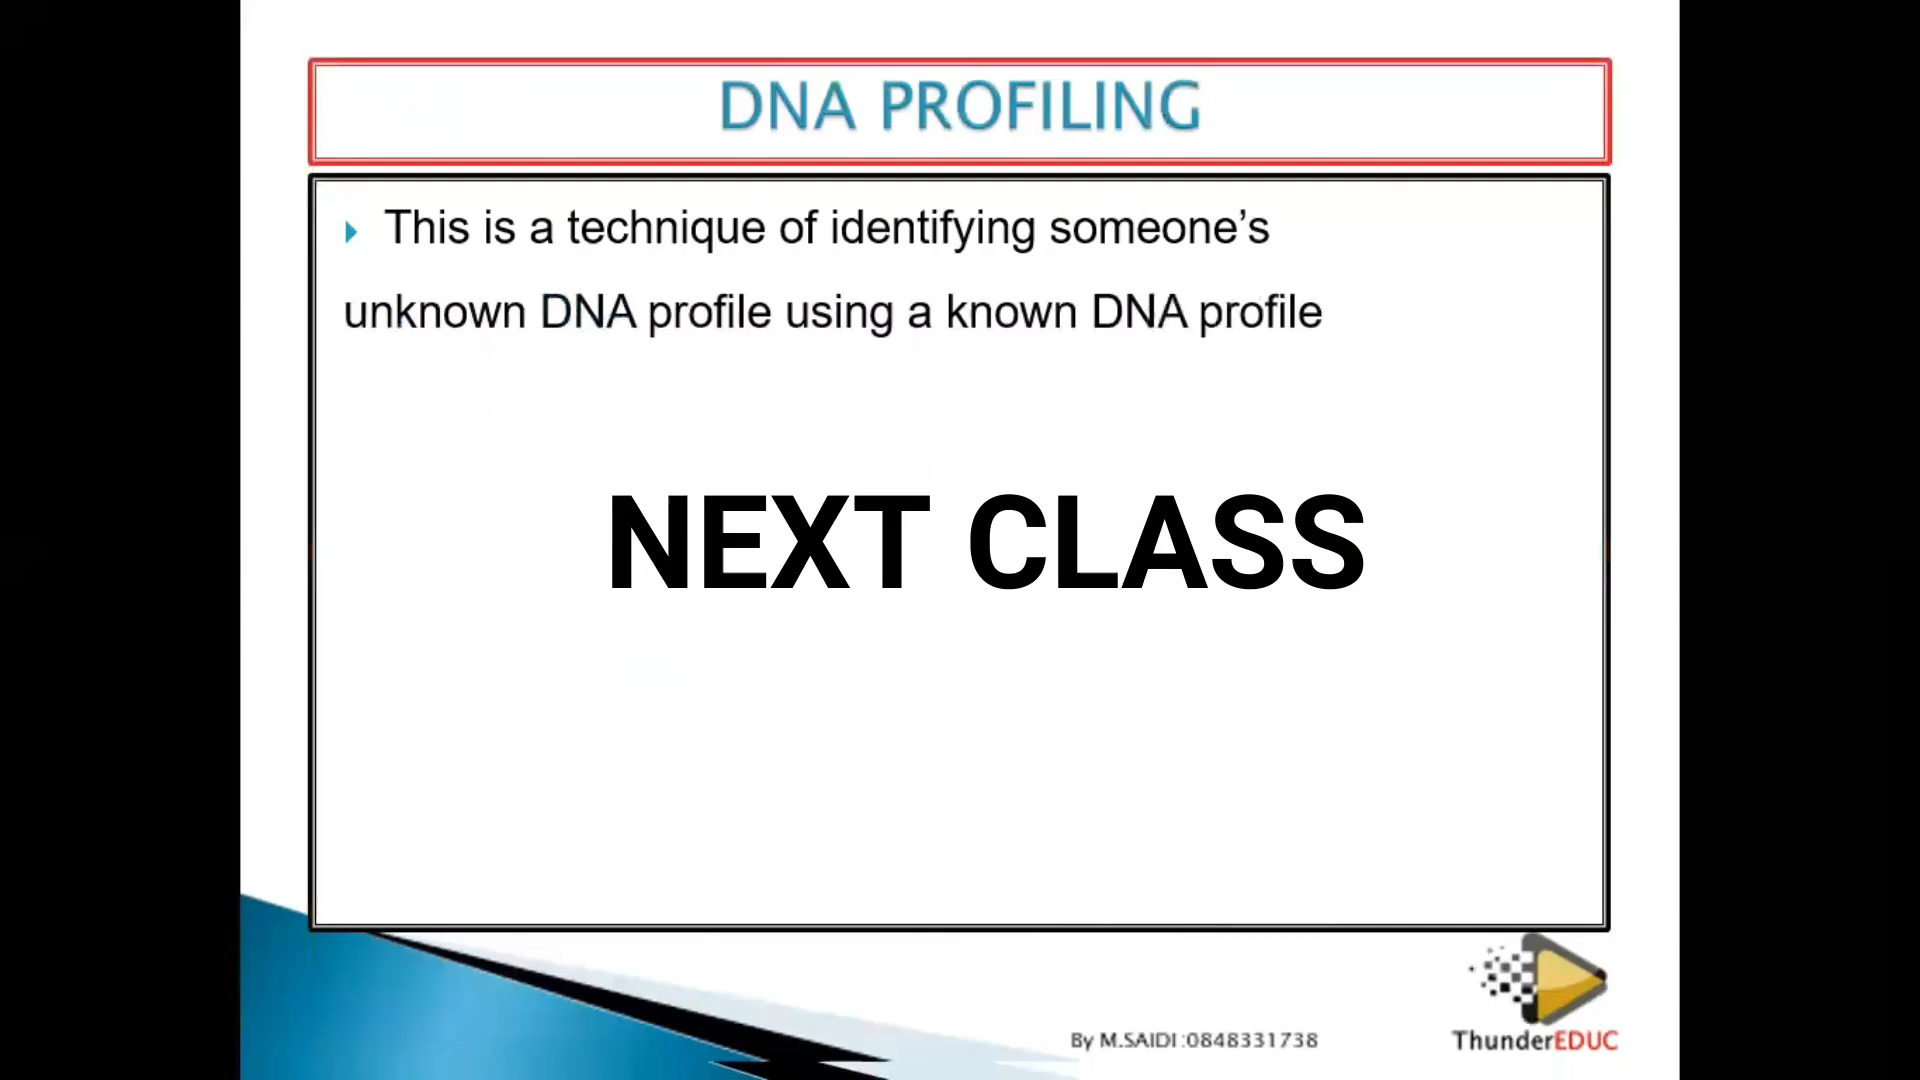 DNA PROFILING
This is a technique of identifying someone’s
unknown DNA profile using a known DNA profile
NEXT CLASS
By M.SAIDI:0848331738
ThunderEDUC